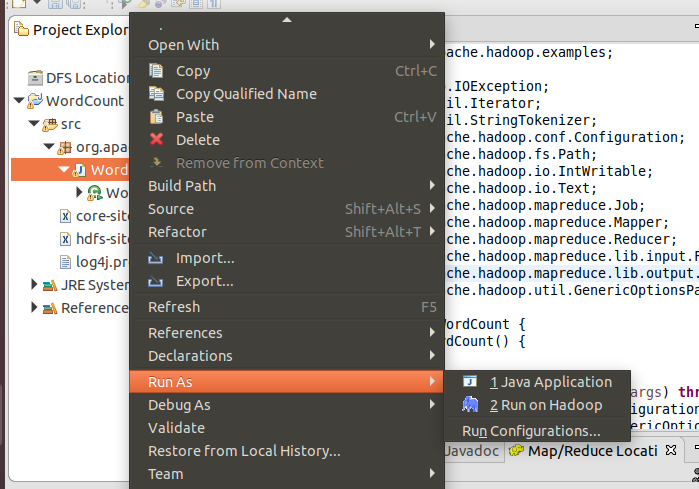 Project Explor
DFS Location
WordCount
src
org.apac
Word
Wo
core-sit
hdfs-sit
log4j.pro
JRE System
Reference
Open With
Copy Ctrl+C
Copy Qualified Name
Paste Ctrl+V
Delete
Remove from Context
Build Path
Source Shift+Alt+S
Refactor Shift+Alt+T
Import...
Export...
Refresh F5
References
Declarations
Run As
Debug As
Validate
Restore from Local History...
Team
1 Java Application
2 Run on Hadoop
Run Configurations...
ache.hadoop.examples;
.IOException;
il.Iterator;
il.StringTokenizer;
che.hadoop.conf.Configuration;
che.hadoop.fs.Path;
che.hadoop.io.IntWritable;
che.hadoop.io.Text;
che.hadoop.mapreduce.Job;
che.hadoop.mapreduce.Mapper;
che.hadoop.mapreduce.Reducer;
che.hadoop.mapreduce.lib.input.F
che.hadoop.mapreduce.lib.output.
che.hadoop.util.GenericOptionsPa
WordCount {
rdCount() {
args) thr
iguration
ericOptio
Javadoc
Map/Reduce Locati